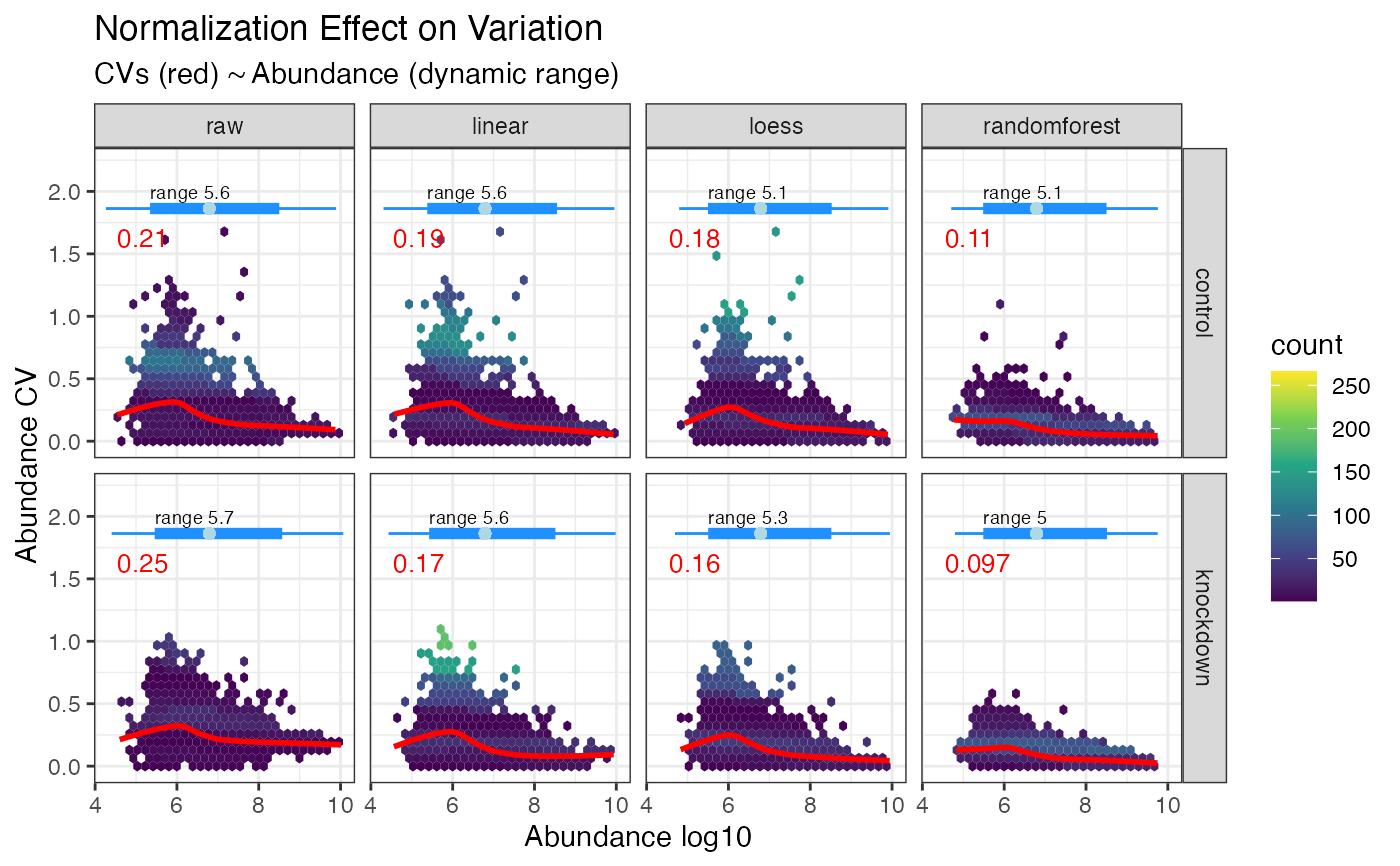 Normalization Effect on Variation
CVs (red) ~ Abundance (dynamic range)
raw
linear
loess
randomforest
2.0
1.5
1.0
0.5
0.0
range 5.6
0.21
range 5.6
0.19
range 5.1
0.18
range 5.1
0.11
control
2.0
1.5
1.0
0.5
0.0
range 5.7
0.25
range 5.6
0.17
range 5.3
0.16
range 5
0.097
knockdown
Abundance CV
4 6 8 10
4 6 8 10
4 6 8 10
4 6 8 10
Abundance log10
count
250
200
150
100
50